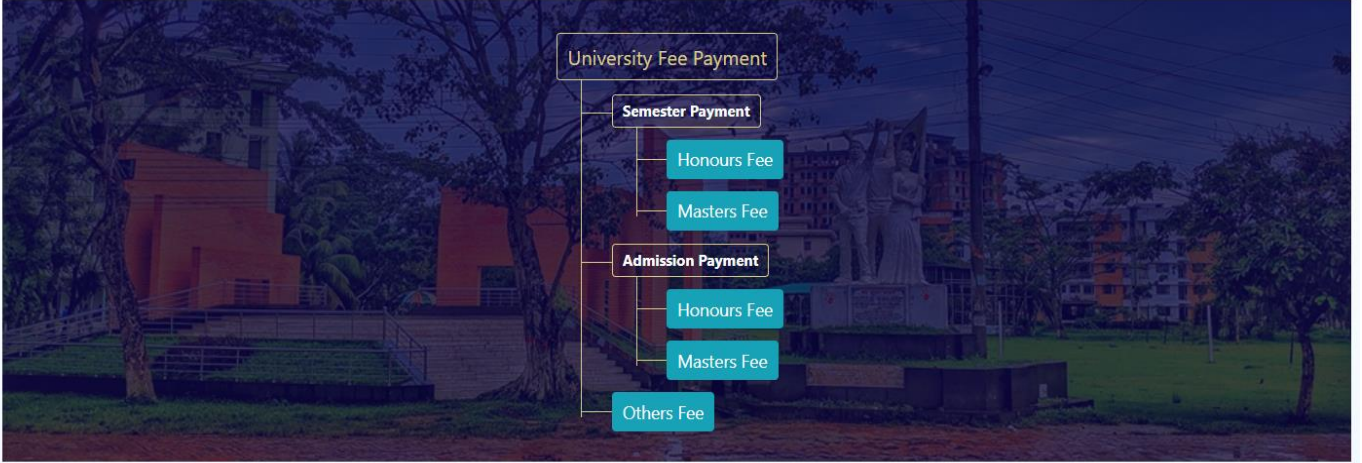 University Fee Payment
Semester Payment
Honours Fee
Masters Fee
Admission Payment
Honours Fee
Masters Fee
Others Fee